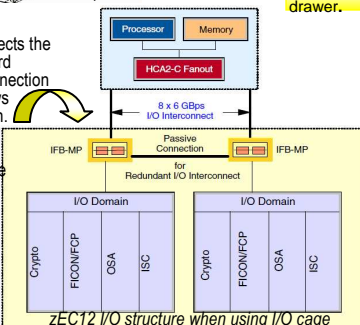 drawer.
ects the
rd
nection
vs
n.
Processor
Memory
HCA2-C Fanout
8 x 6 GBps
I/O Interconnect
IFB-MP
Passive
Connection
for
Redundant I/O Interconnect
IFB-MP
e
I/O Domain
Crypto
FICON/FCP
OSA
ISC
I/O Domain
Crypto
FICON/FCP
OSA
ISC
zEC12 I/O structure when using I/O cage